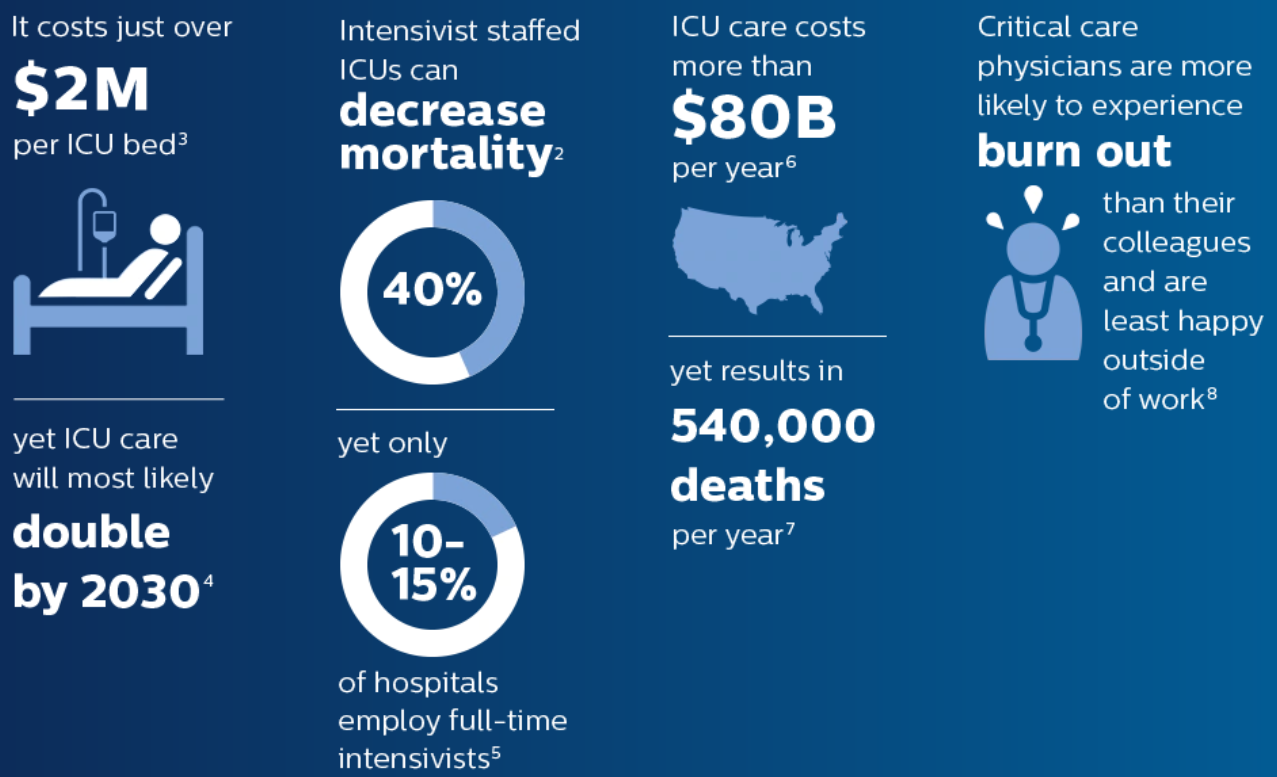 It costs just over
$2M
per ICU bed³
yet ICU care
will most likely
double
by 2030⁴
Intensivist staffed
ICUs can
decrease
mortality²
40%
yet only
10-
15%
of hospitals
employ full-time
intensivists⁵
ICU care costs
more than
$80B
per year⁶
yet results in
540,000
deaths
per year⁷
Critical care
physicians are more
likely to experience
burn out
than their
colleagues
and are
least happy
outside
of work⁸